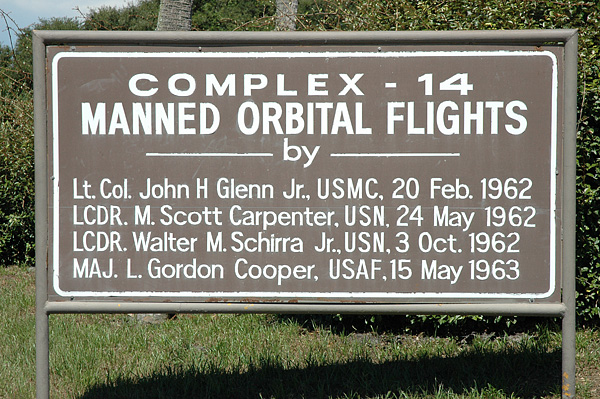 COMPLEX - 14
MANNED ORBITAL FLIGHTS
by
Lt. Col. John H Glenn Jr., USMC, 20 Feb. 1962
LCDR. M. Scott Carpenter, USN, 24 May 1962
LCDR. Walter M. Schirra Jr., USN, 3 Oct. 1962
MAJ. L. Gordon Cooper, USAF, 15 May 1963